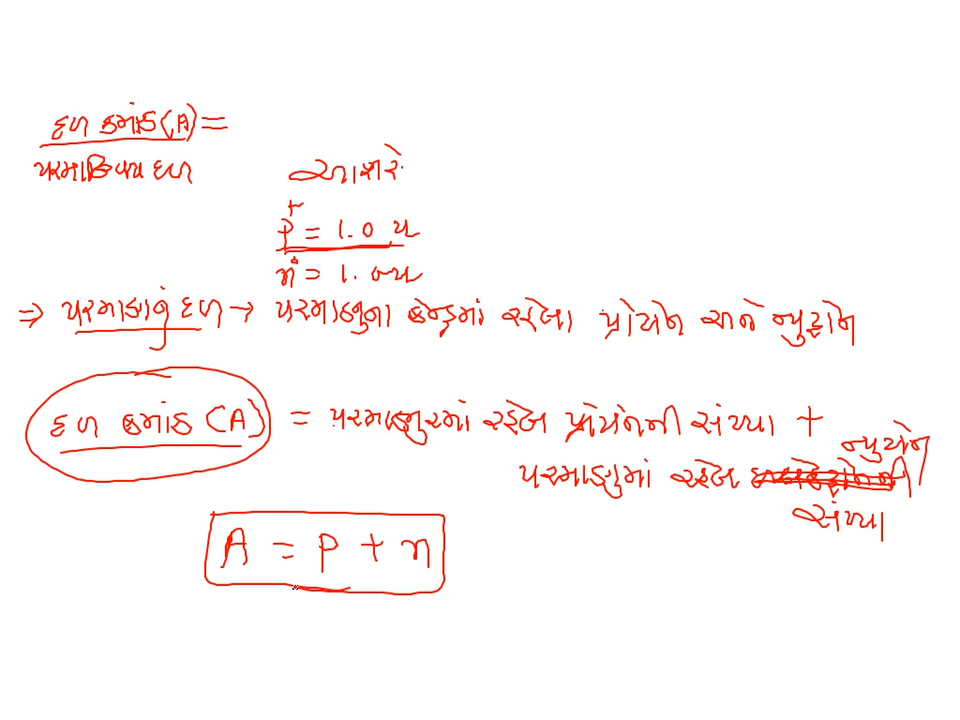 દળ ક્રમાંક (A) =
પરમાણ્વિય દળ
આશરે
p⁺ = 1.0 u
n⁰ = 1.0u
⇒ પરમાણુનું દળ → પરમાણુના કેન્દ્રમાં રહેલા પ્રોટોન અને ન્યુટ્રોન
દળ ક્રમાંક (A) = પરમાણુમાં રહેલ પ્રોટોનની સંખ્યા +
પરમાણુમાં રહેલ ન્યુટ્રોન
સંખ્યા
A = p + n